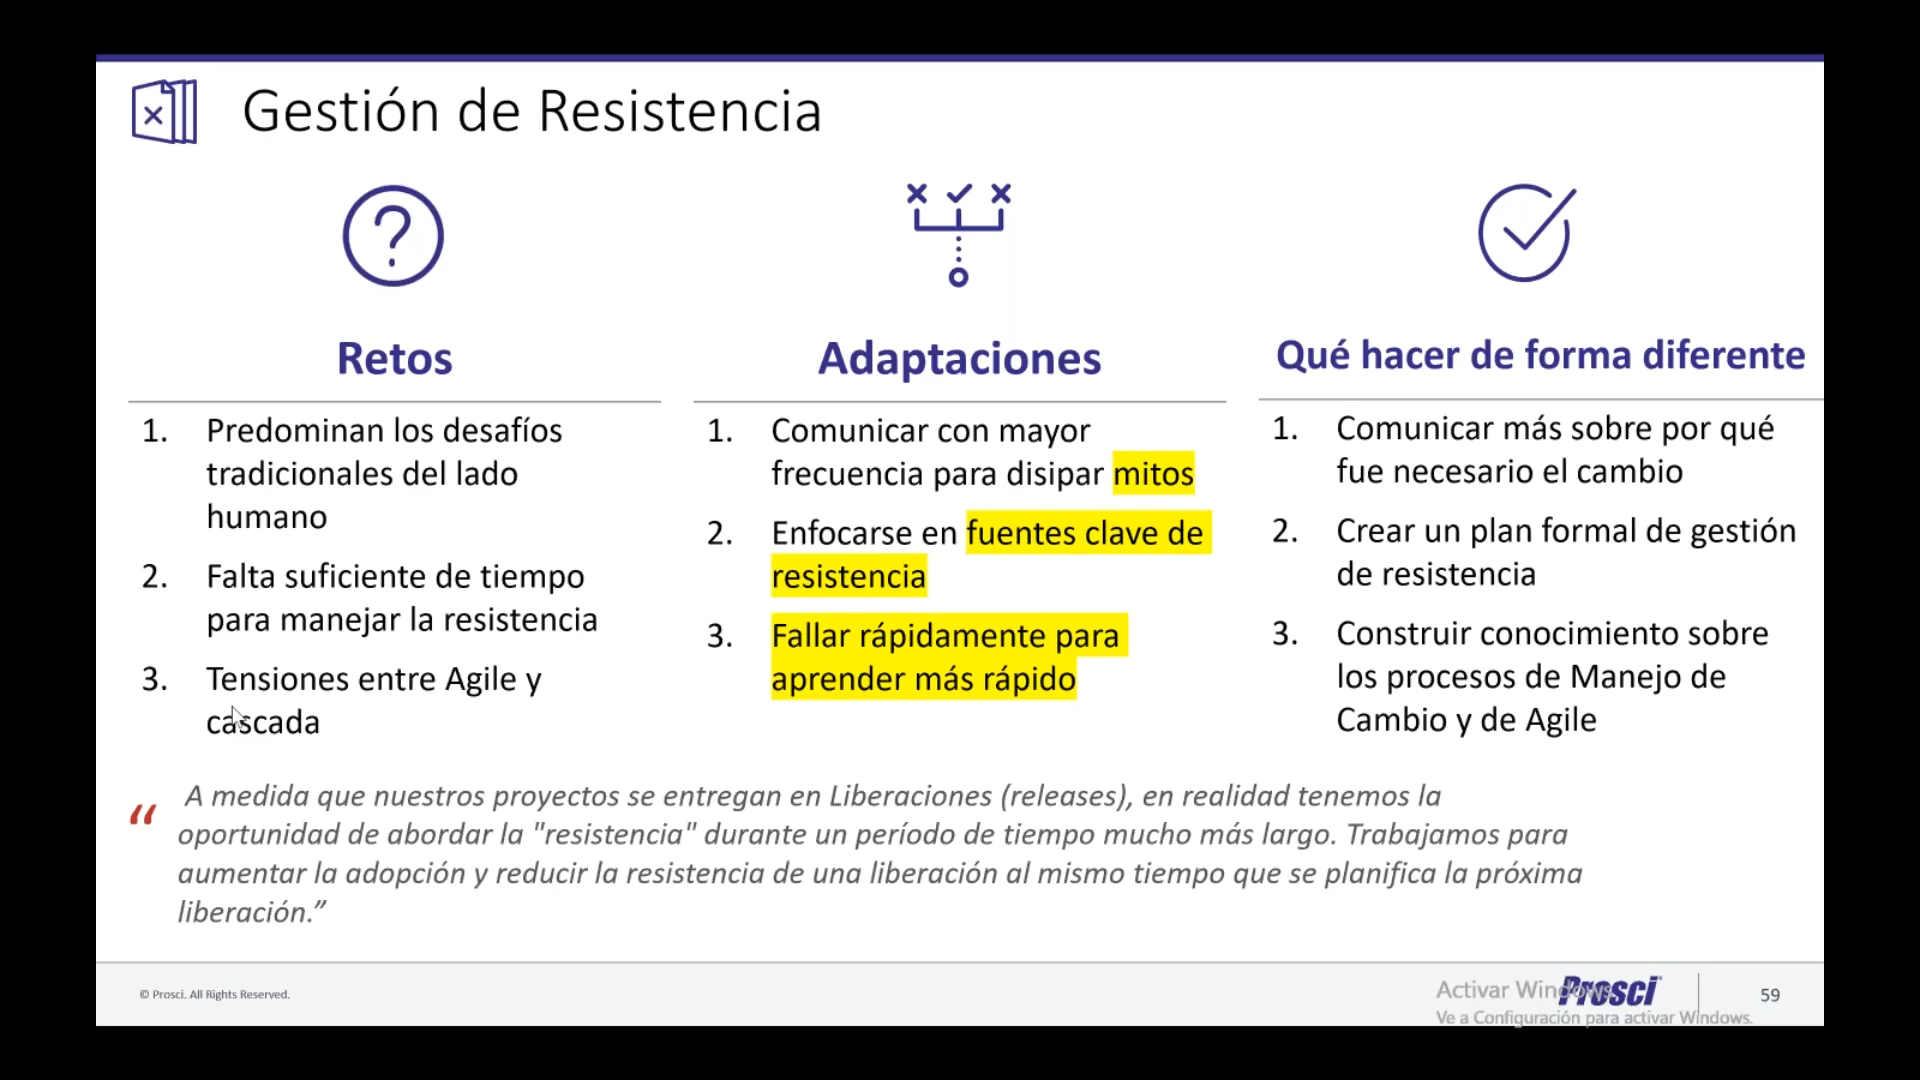 Gestión de Resistencia
Retos
1. Predominan los desafíos
tradicionales del lado
humano
2. Falta suficiente de tiempo
para manejar la resistencia
3. Tensiones entre Agile y
cascada
Adaptaciones
1. Comunicar con mayor
frecuencia para disipar mitos
2. Enfocarse en fuentes clave de
resistencia
3. Fallar rápidamente para
aprender más rápido
Qué hacer de forma diferente
1. Comunicar más sobre por qué
fue necesario el cambio
2. Crear un plan formal de gestión
de resistencia
3. Construir conocimiento sobre
los procesos de Manejo de
Cambio y de Agile
“ A medida que nuestros proyectos se entregan en Liberaciones (releases), en realidad tenemos la
oportunidad de abordar la "resistencia" durante un período de tiempo mucho más largo. Trabajamos para
aumentar la adopción y reducir la resistencia de una liberación al mismo tiempo que se planifica la próxima
liberación.”
© Prosci. All Rights Reserved.
Activar Windows
Prosci
59
Ve a Configuración para activar Windows.